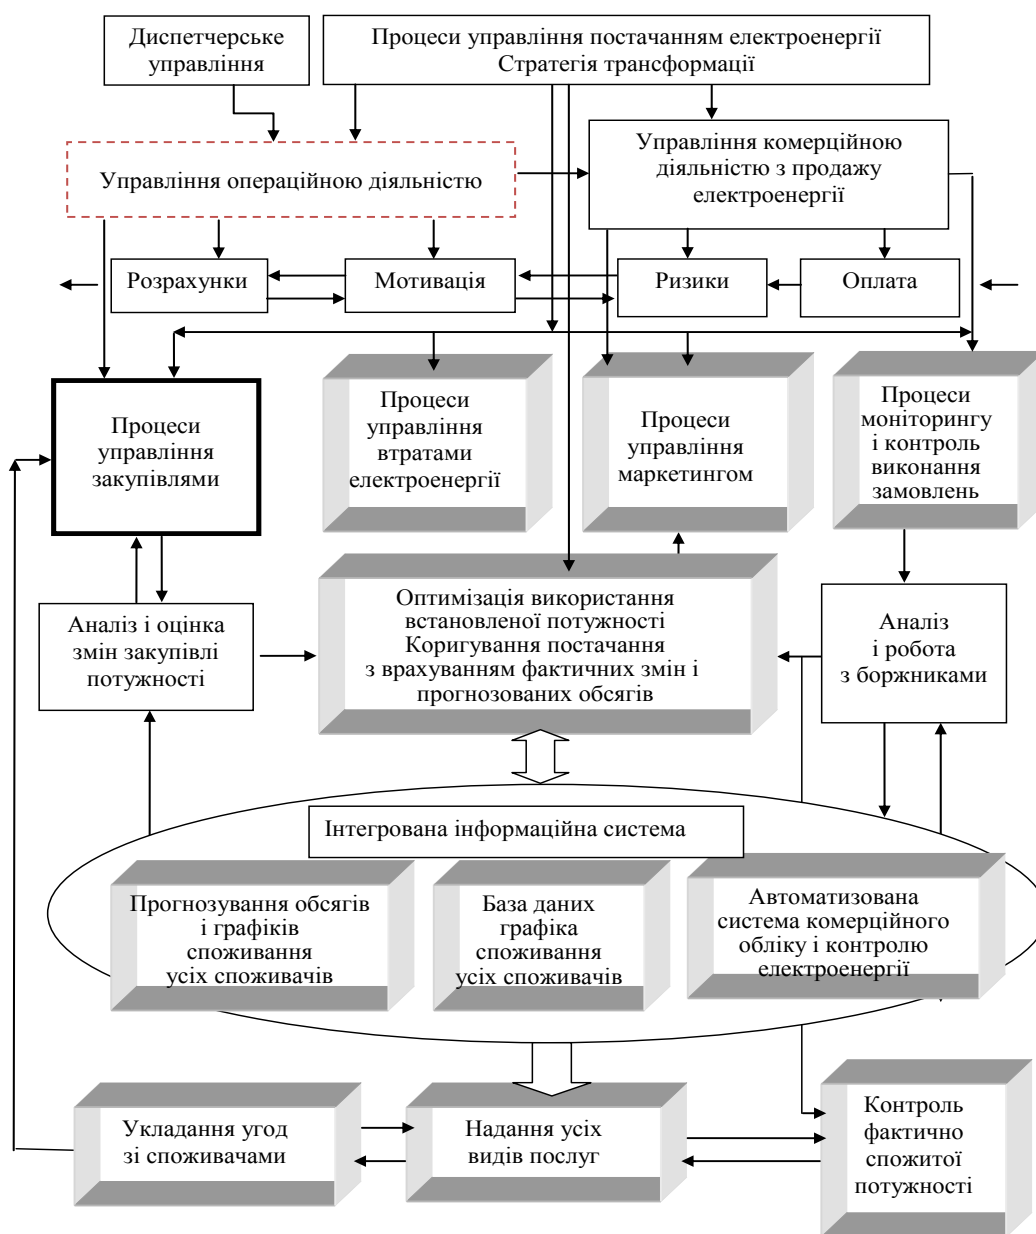 Диспетчерське
управління
Процеси управління постачанням електроенергії
Стратегія трансформації
Управління операційною діяльністю
Управління комерційною
діяльністю з продажу
електроенергії
Розрахунки
Мотивація
Ризики
Оплата
Процеси
управління
закупівлями
Процеси
управління
втратами
електроенергії
Процеси
управління
маркетингом
Процеси
моніторингу
і контроль
виконання
замовлень
Аналіз і оцінка
змін закупівлі
потужності
Оптимізація використання
встановленої потужності
Коригування постачання
з врахуванням фактичних змін і
прогнозованих обсягів
Аналіз
і робота
з боржниками
Інтегрована інформаційна система
Прогнозування обсягів
і графіків
споживання
усіх споживачів
База даних
графіка
споживання
усіх споживачів
Автоматизована
система комерційного
обліку і контролю
електроенергії
Укладання угод
зі споживачами
Надання усіх
видів послуг
Контроль
фактично
спожитої
потужності